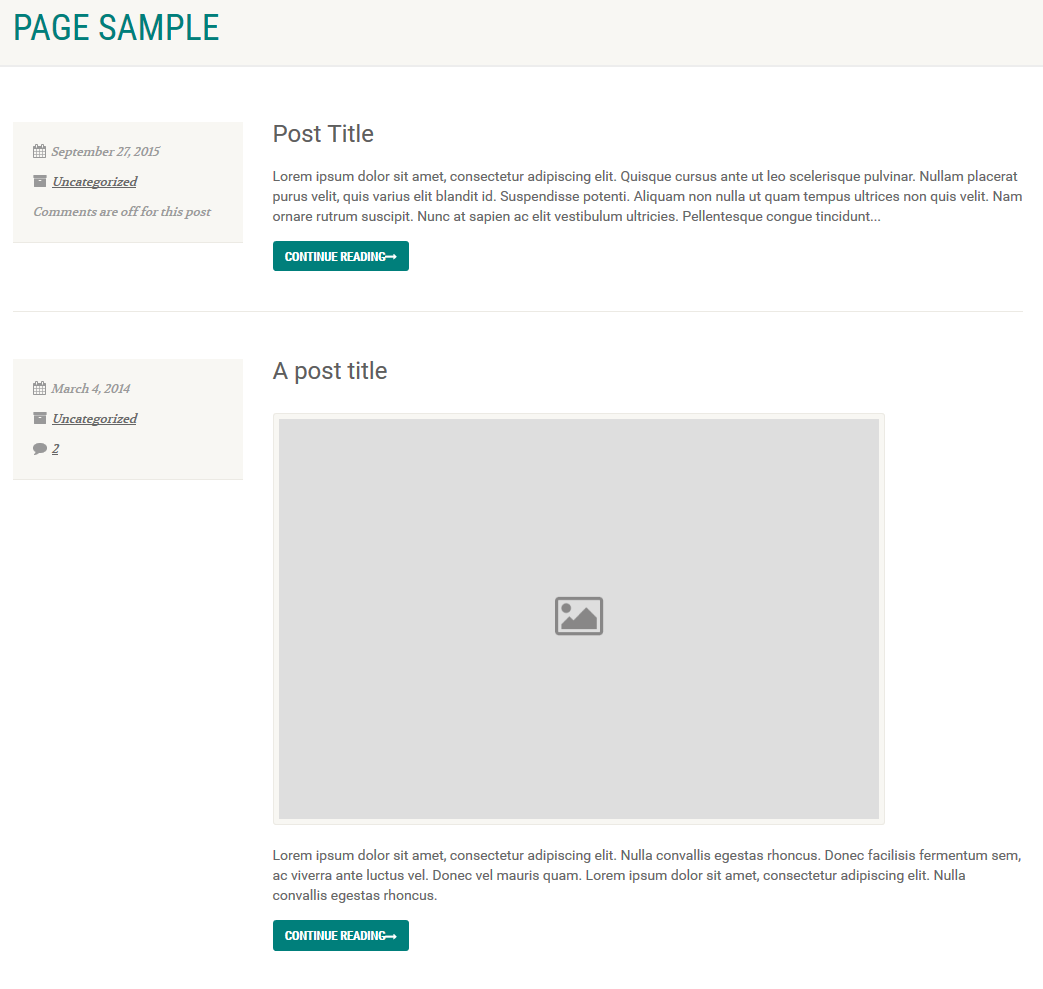 PAGE SAMPLE
September 27, 2015
Uncategorized
Comments are off for this post
Post Title
Lorem ipsum dolor sit amet, consectetur adipiscing elit. Quisque cursus ante ut leo scelerisque pulvinar. Nullam placerat
purus velit, quis varius elit blandit id. Suspendisse potenti. Aliquam non nulla ut quam tempus ultrices non quis velit. Nam
ornare rutrum suscipit. Nunc at sapien ac elit vestibulum ultricies. Pellentesque congue tincidunt...
CONTINUE READING→
March 4, 2014
Uncategorized
2
A post title
Lorem ipsum dolor sit amet, consectetur adipiscing elit. Nulla convallis egestas rhoncus. Donec facilisis fermentum sem,
ac viverra ante luctus vel. Donec vel mauris quam. Lorem ipsum dolor sit amet, consectetur adipiscing elit. Nulla
convallis egestas rhoncus.
CONTINUE READING→